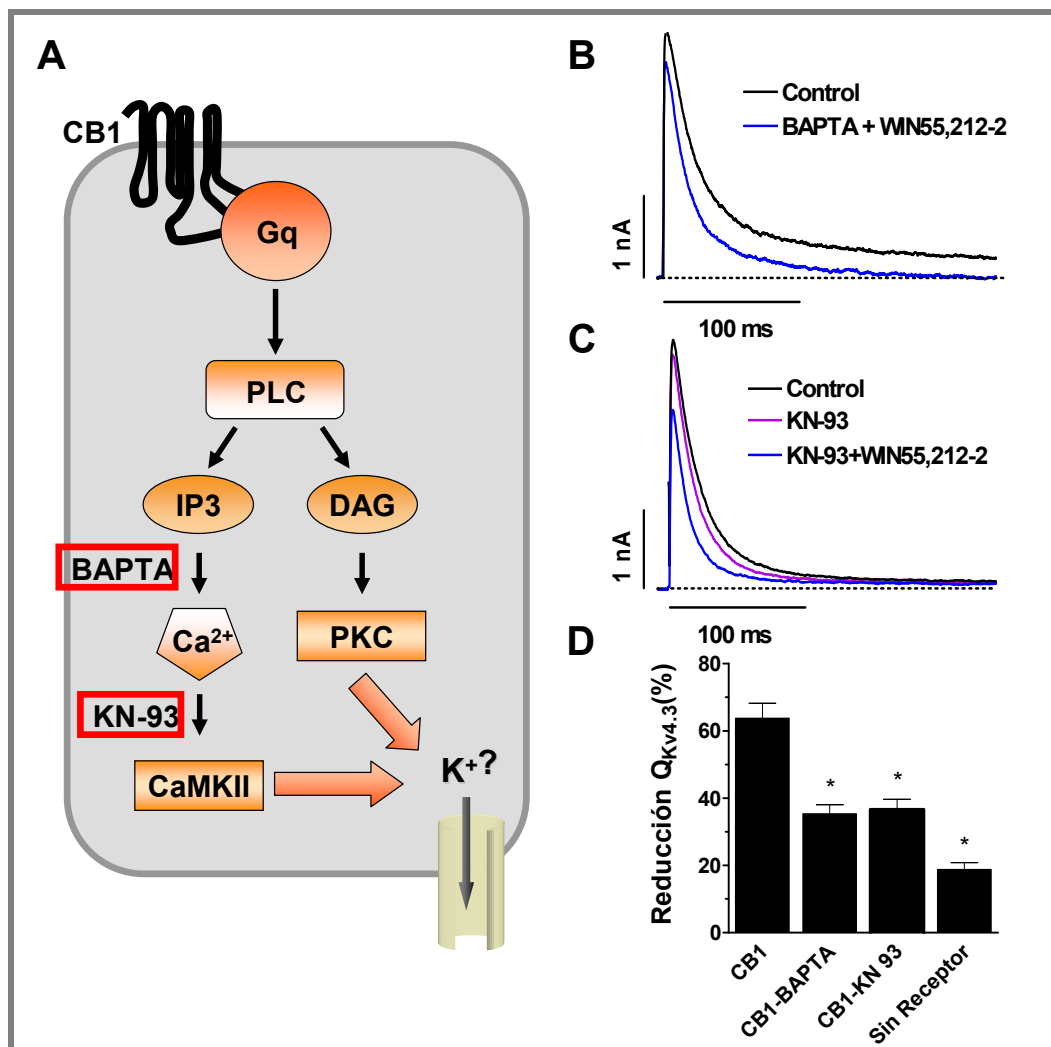 A
CB1
Gq
PLC
IP3
DAG
BAPTA
Ca²⁺
PKC
KN-93
CaMKII
K⁺?
B
Control
BAPTA + WIN55,212-2
1 nA
100 ms
C
Control
KN-93
KN-93+WIN55,212-2
1 nA
100 ms
D
Reducción Q_Kv4.3(%)
80
60
40
20
0
*
*
*
CB1
CB1-BAPTA
CB1-KN 93
Sin Receptor